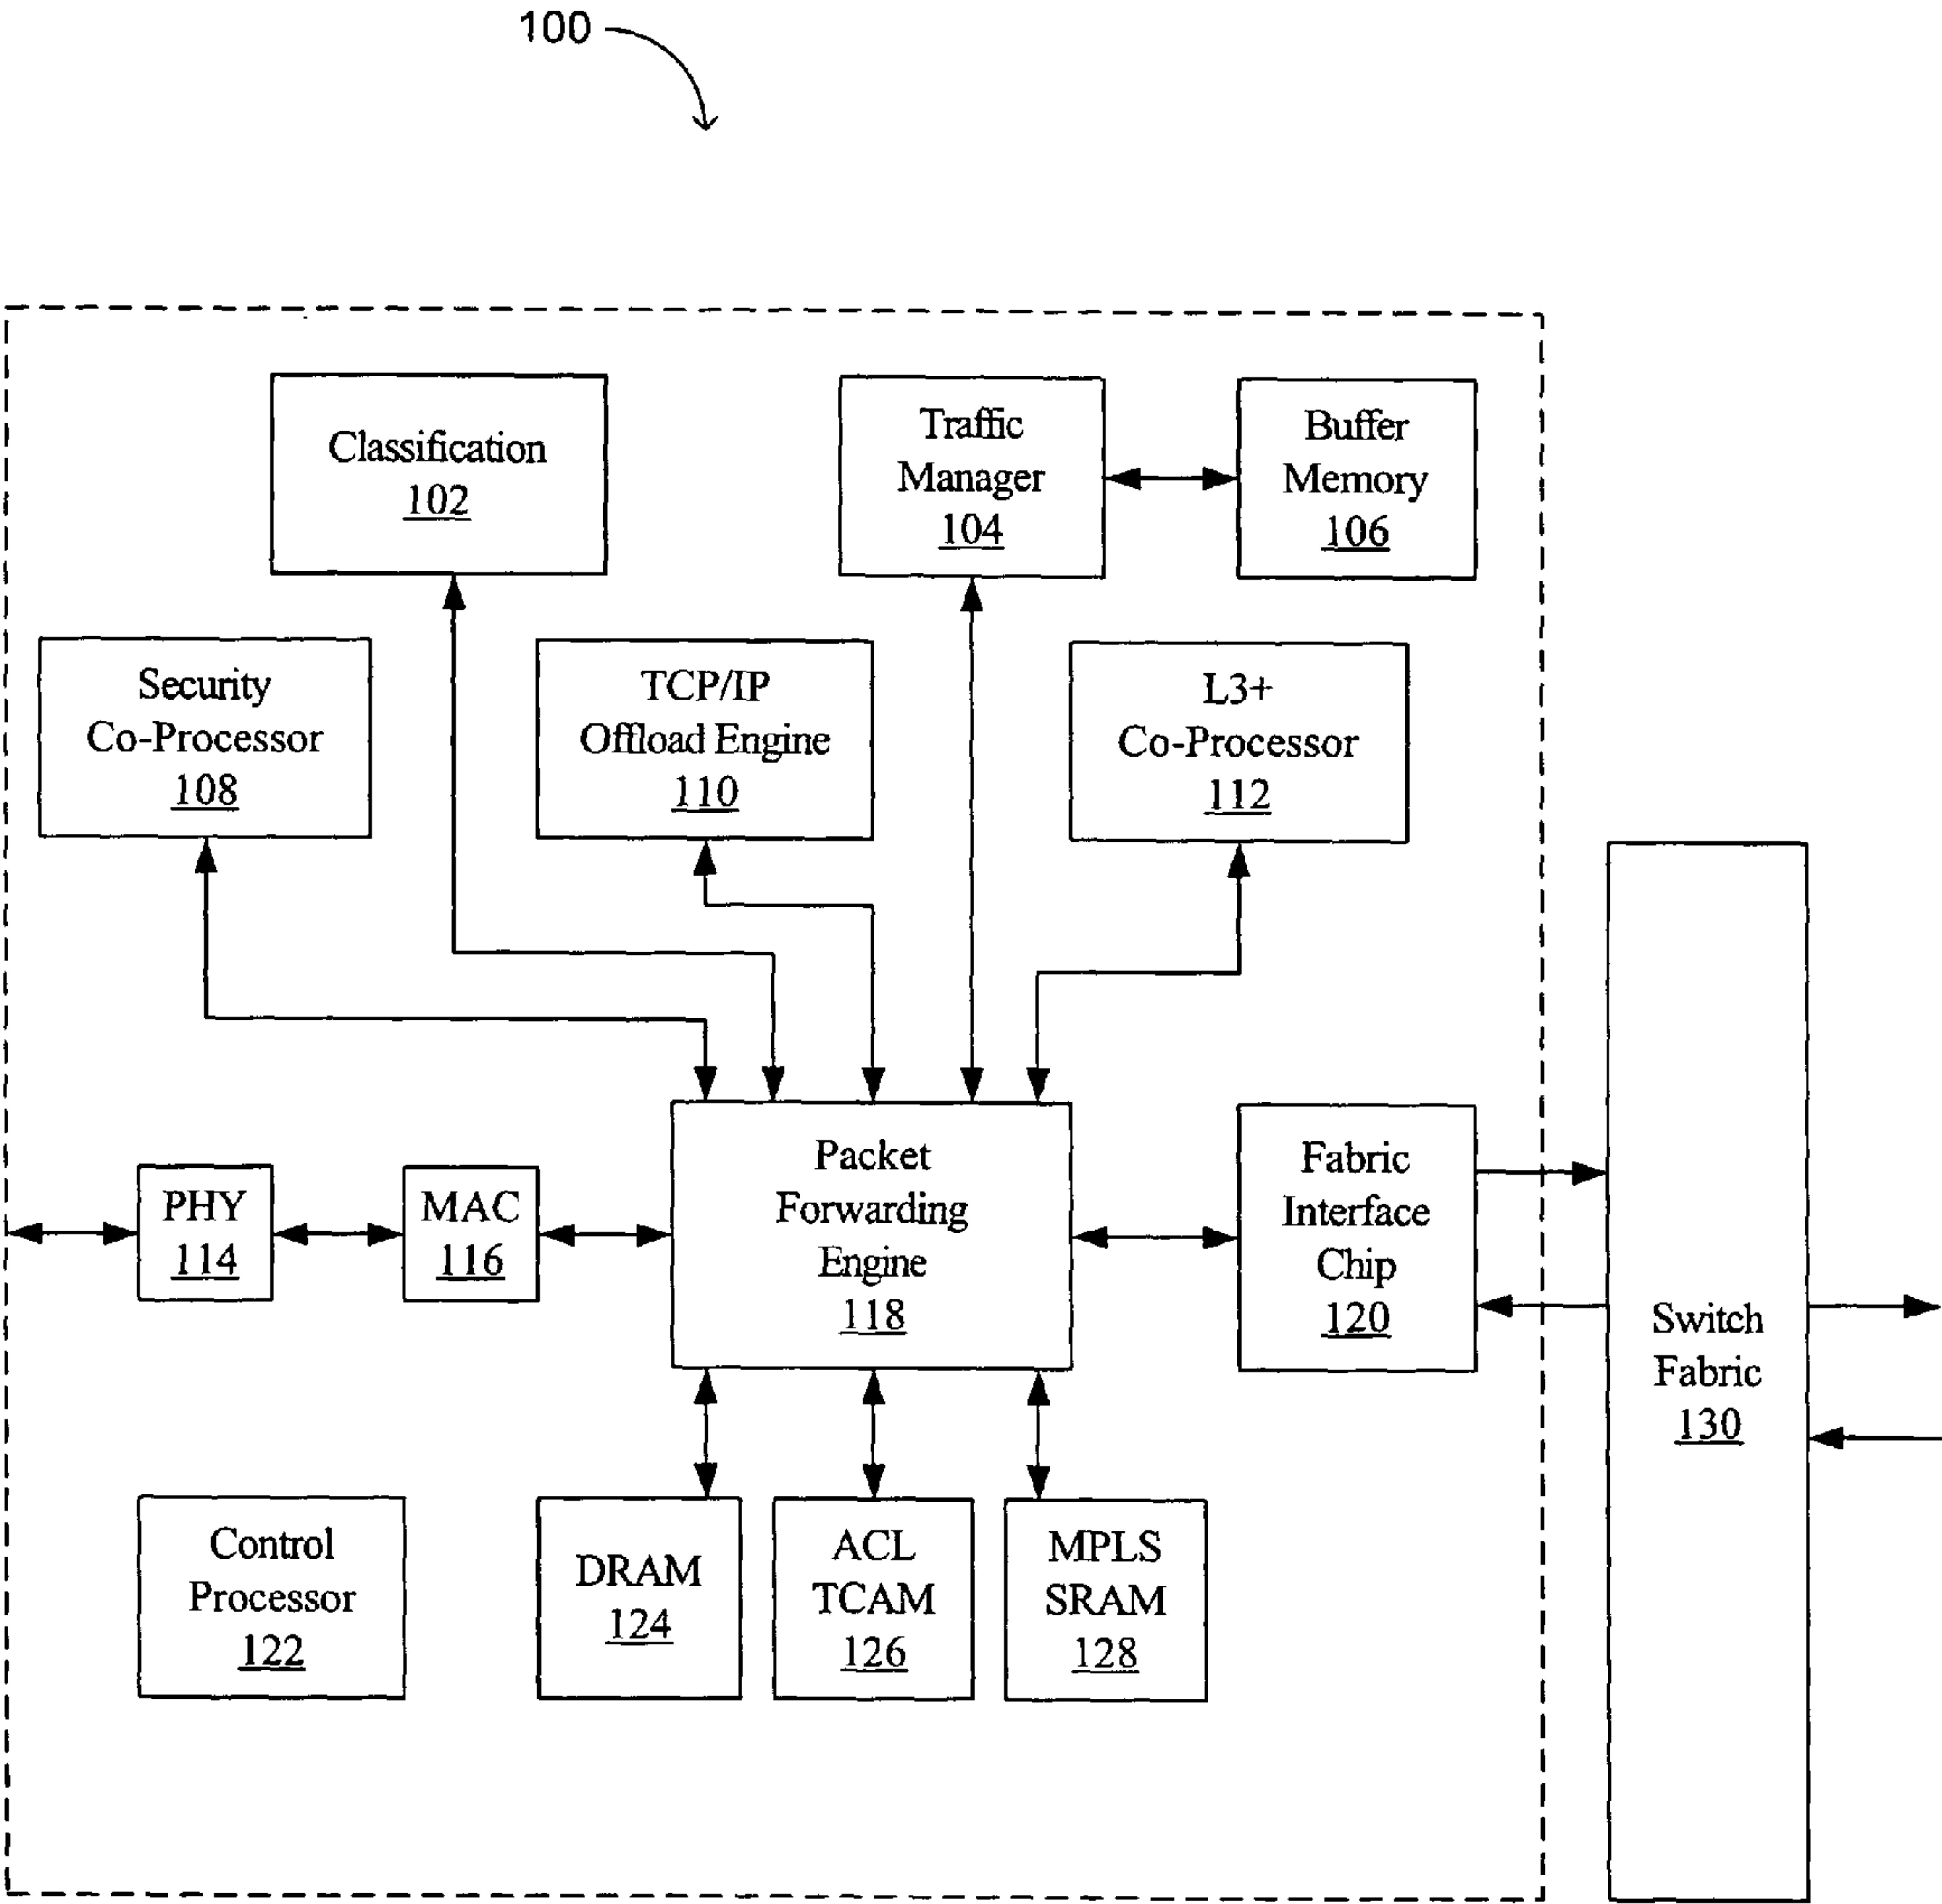 100
Classification
102
Traffic
Manager
104
Buffer
Memory
106
Security
Co-Processor
108
TCP/IP
Offload Engine
110
L3+
Co-Processor
112
PHY
114
MAC
116
Packet
Forwarding
Engine
118
Fabric
Interface
Chip
120
Switch
Fabric
130
Control
Processor
122
DRAM
124
ACL
TCAM
126
MPLS
SRAM
128